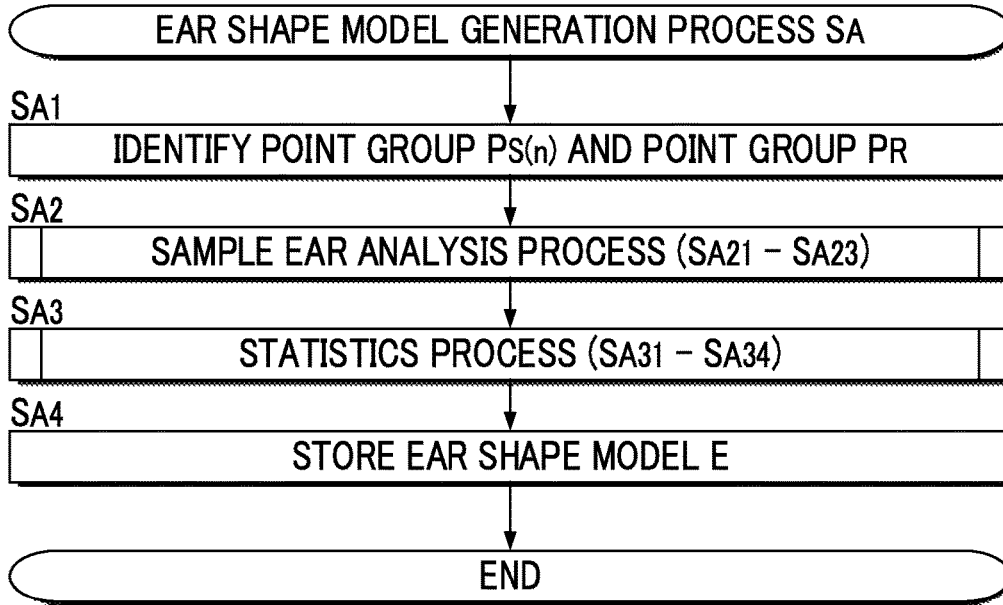 EAR SHAPE MODEL GENERATION PROCESS SA
SA1
IDENTIFY POINT GROUP PS(n) AND POINT GROUP PR
SA2
SAMPLE EAR ANALYSIS PROCESS (SA21 – SA23)
SA3
STATISTICS PROCESS (SA31 – SA34)
SA4
STORE EAR SHAPE MODEL E
END